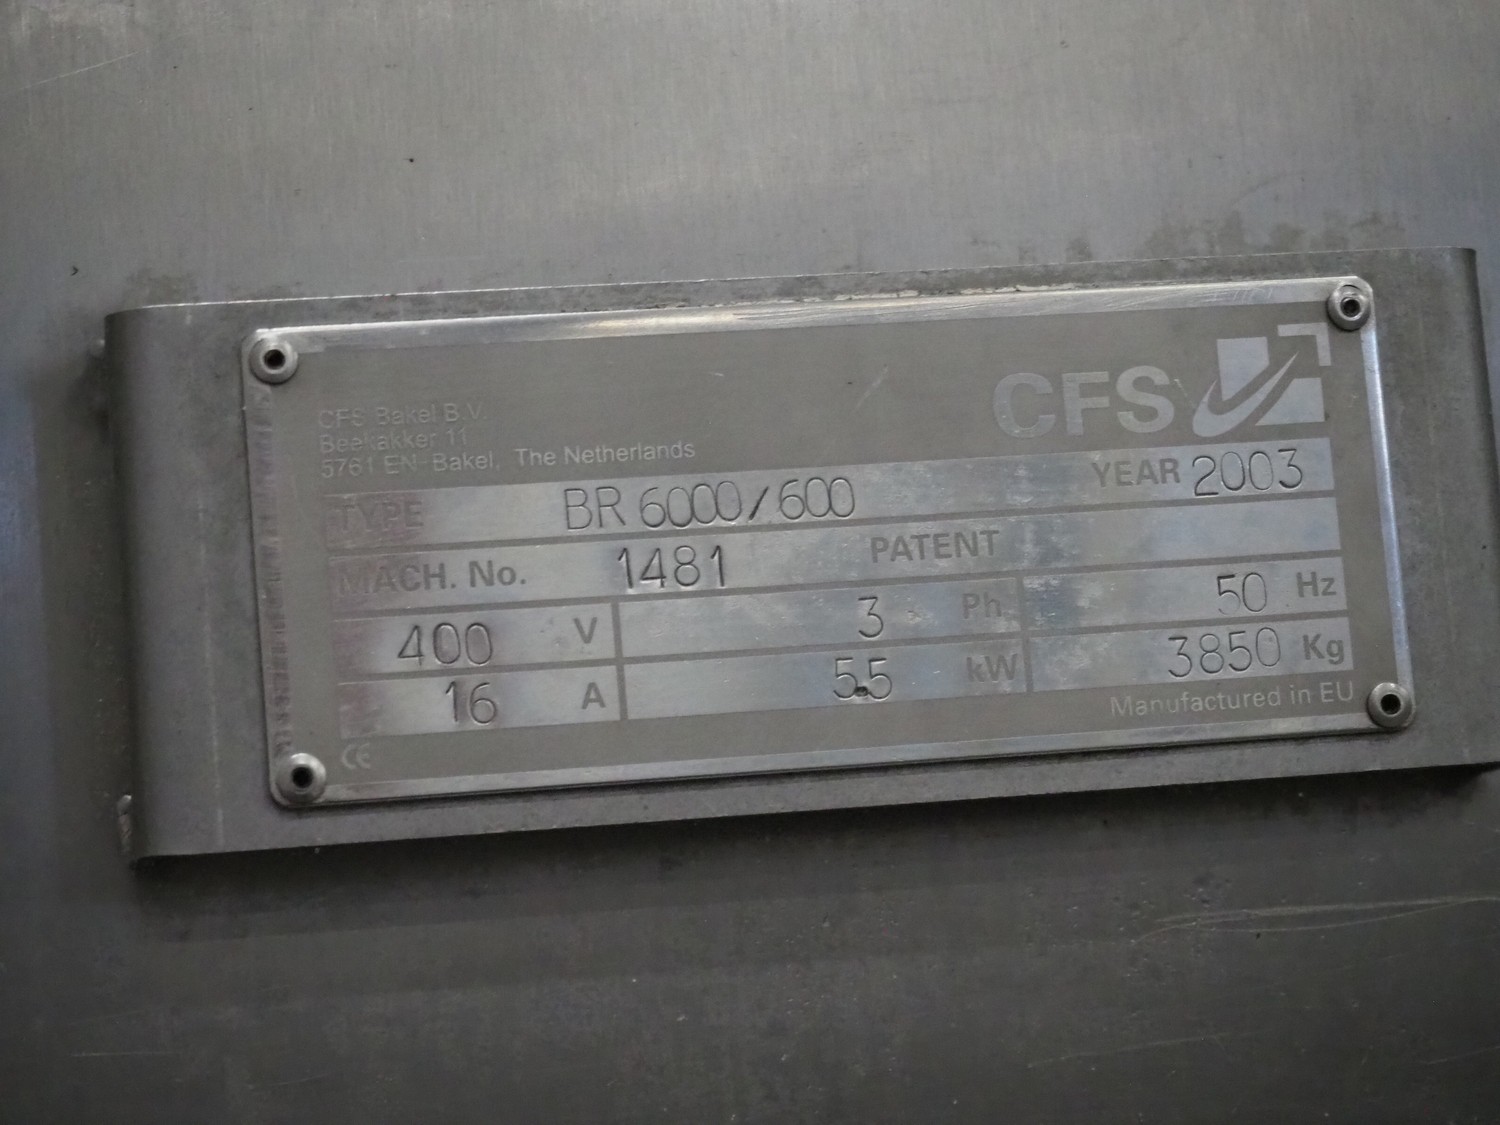 CFS
CFS Bakel B.V.
Beekakker 11
5761 EN Bakel, The Netherlands
TYPE BR 6000/600 YEAR 2003
MACH. No. 1481 PATENT
400 V 3 Ph 50 Hz
16 A 5.5 kW 3850 Kg
CE Manufactured in EU